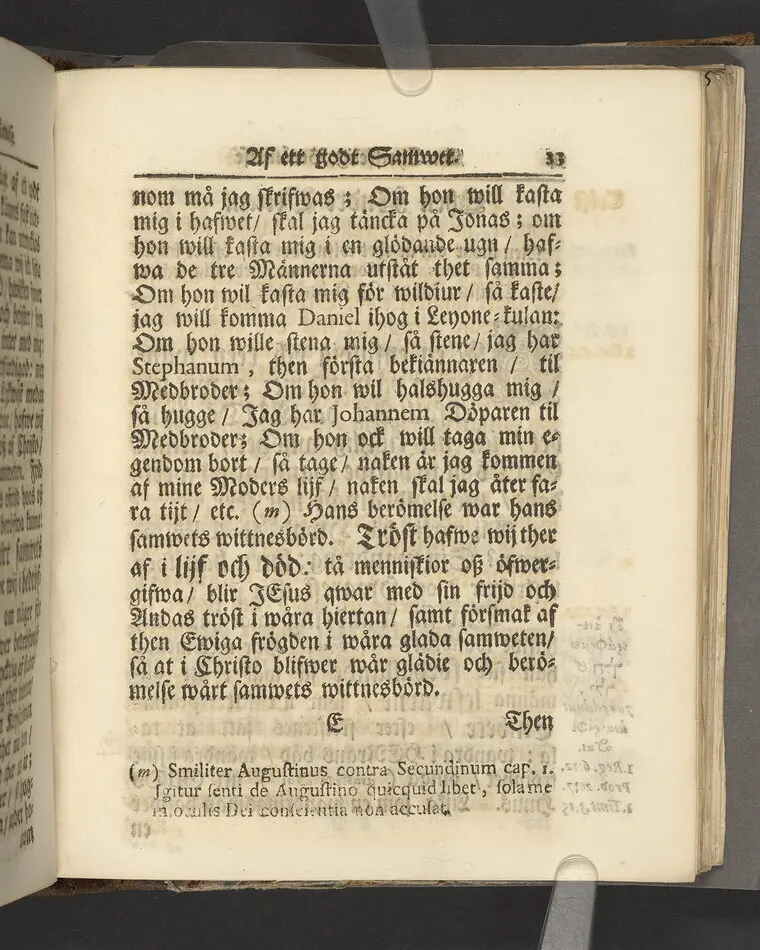 Af ett godt Samwet. 33
nom må jag skrifwas ; Om hon will kasta
mig i hafwet / skal jag täncka på Jonas ; om
hon will kasta mig i en glödande ugn / haf⸗
wa de tre Männerna utståt thet samma ;
Om hon wil kasta mig för wildiur / så kaste /
jag will komma Daniel ihog i Leyone⸗kulan:
Om hon wille stena mig / så stene / jag har
Stephanum , then första bekiännaren / til
Medbroder ; Om hon wil halshugga mig /
så hugge / Jag har Johannem Döparen til
Medbroder; Om hon ock will taga min e⸗
gendom bort / så tage / naken är jag kommen
af mine Moders lijf / naken skal jag åter fa⸗
ra tijt / etc. (m) Hans berömelse war hans
samwets wittnesbörd. Tröst hafwe wij ther
af i lijf och död: tå menniskior oß öfwer⸗
gifwa / blir JEsus qwar med sin frijd och
Andas tröst i wåra hiertan / samt försmak af
then Ewiga frögden i wåra glada samweten /
så at i Christo blifwer wår glädie och berö⸗
melse wårt samwets wittnesbörd.
E Then
(m) Smiliter Augustinus contra Secundinum cap. 1.
Igitur senti de Augustino quicquid libet , sola me
in oculis Dei conscientia non accusat.